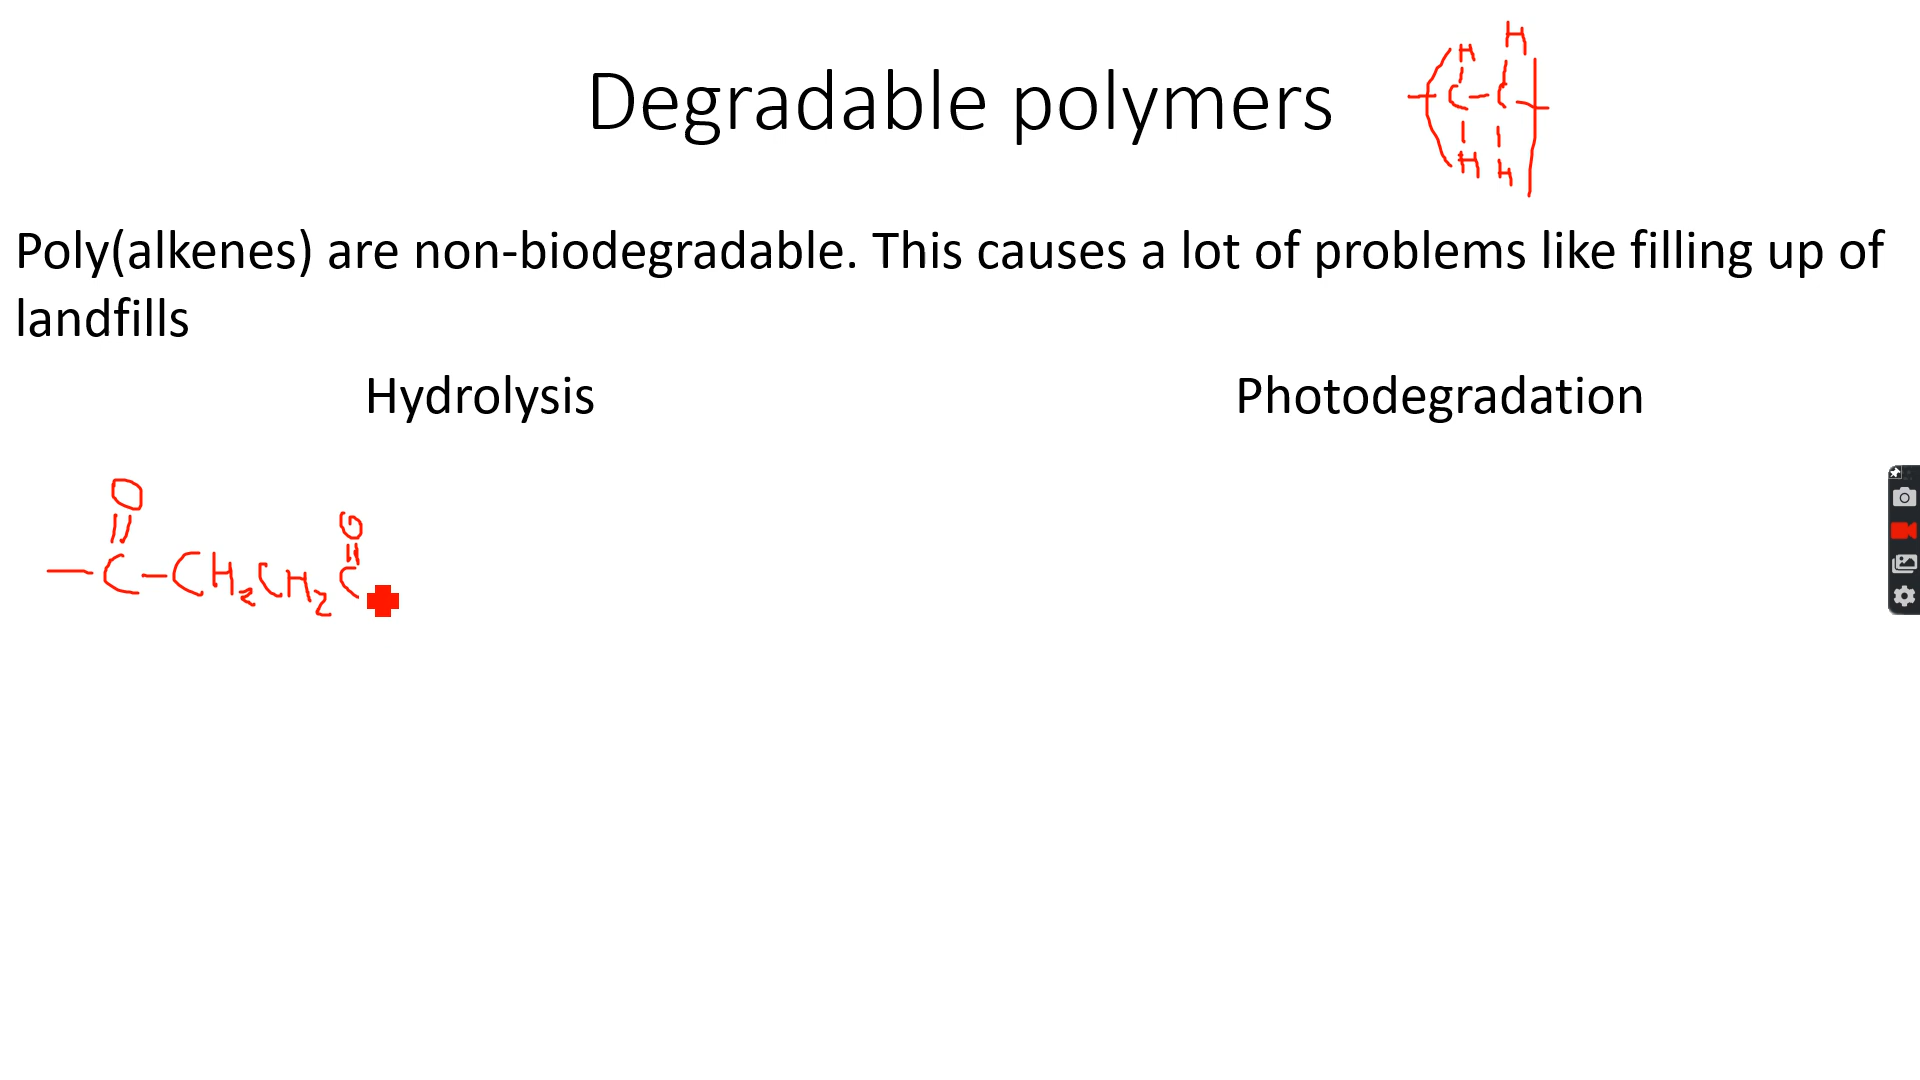 Degradable polymers
H H
C - C
H H
Poly(alkenes) are non-biodegradable. This causes a lot of problems like filling up of
landfills
Hydrolysis Photodegradation
O O
|| ||
— C — CH₂CH₂C